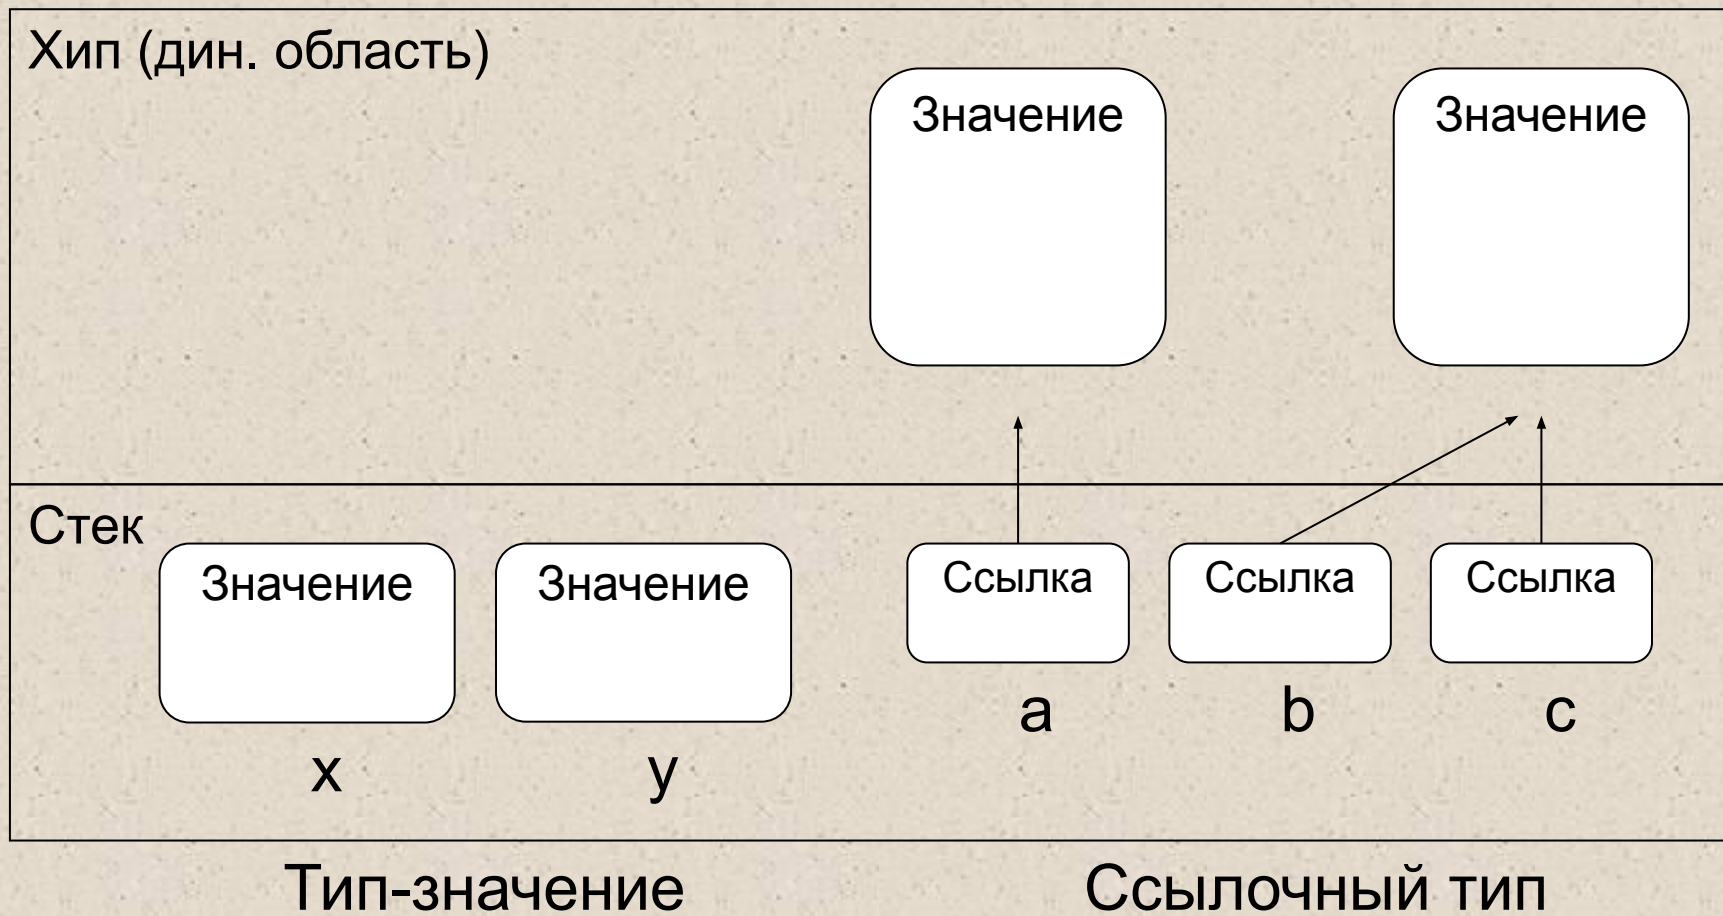 Хип (дин. область)
Значение
Значение
Стек
Значение
Значение
Ссылка
Ссылка
Ссылка
x
y
a
b
c
Тип-значение
Ссылочный тип